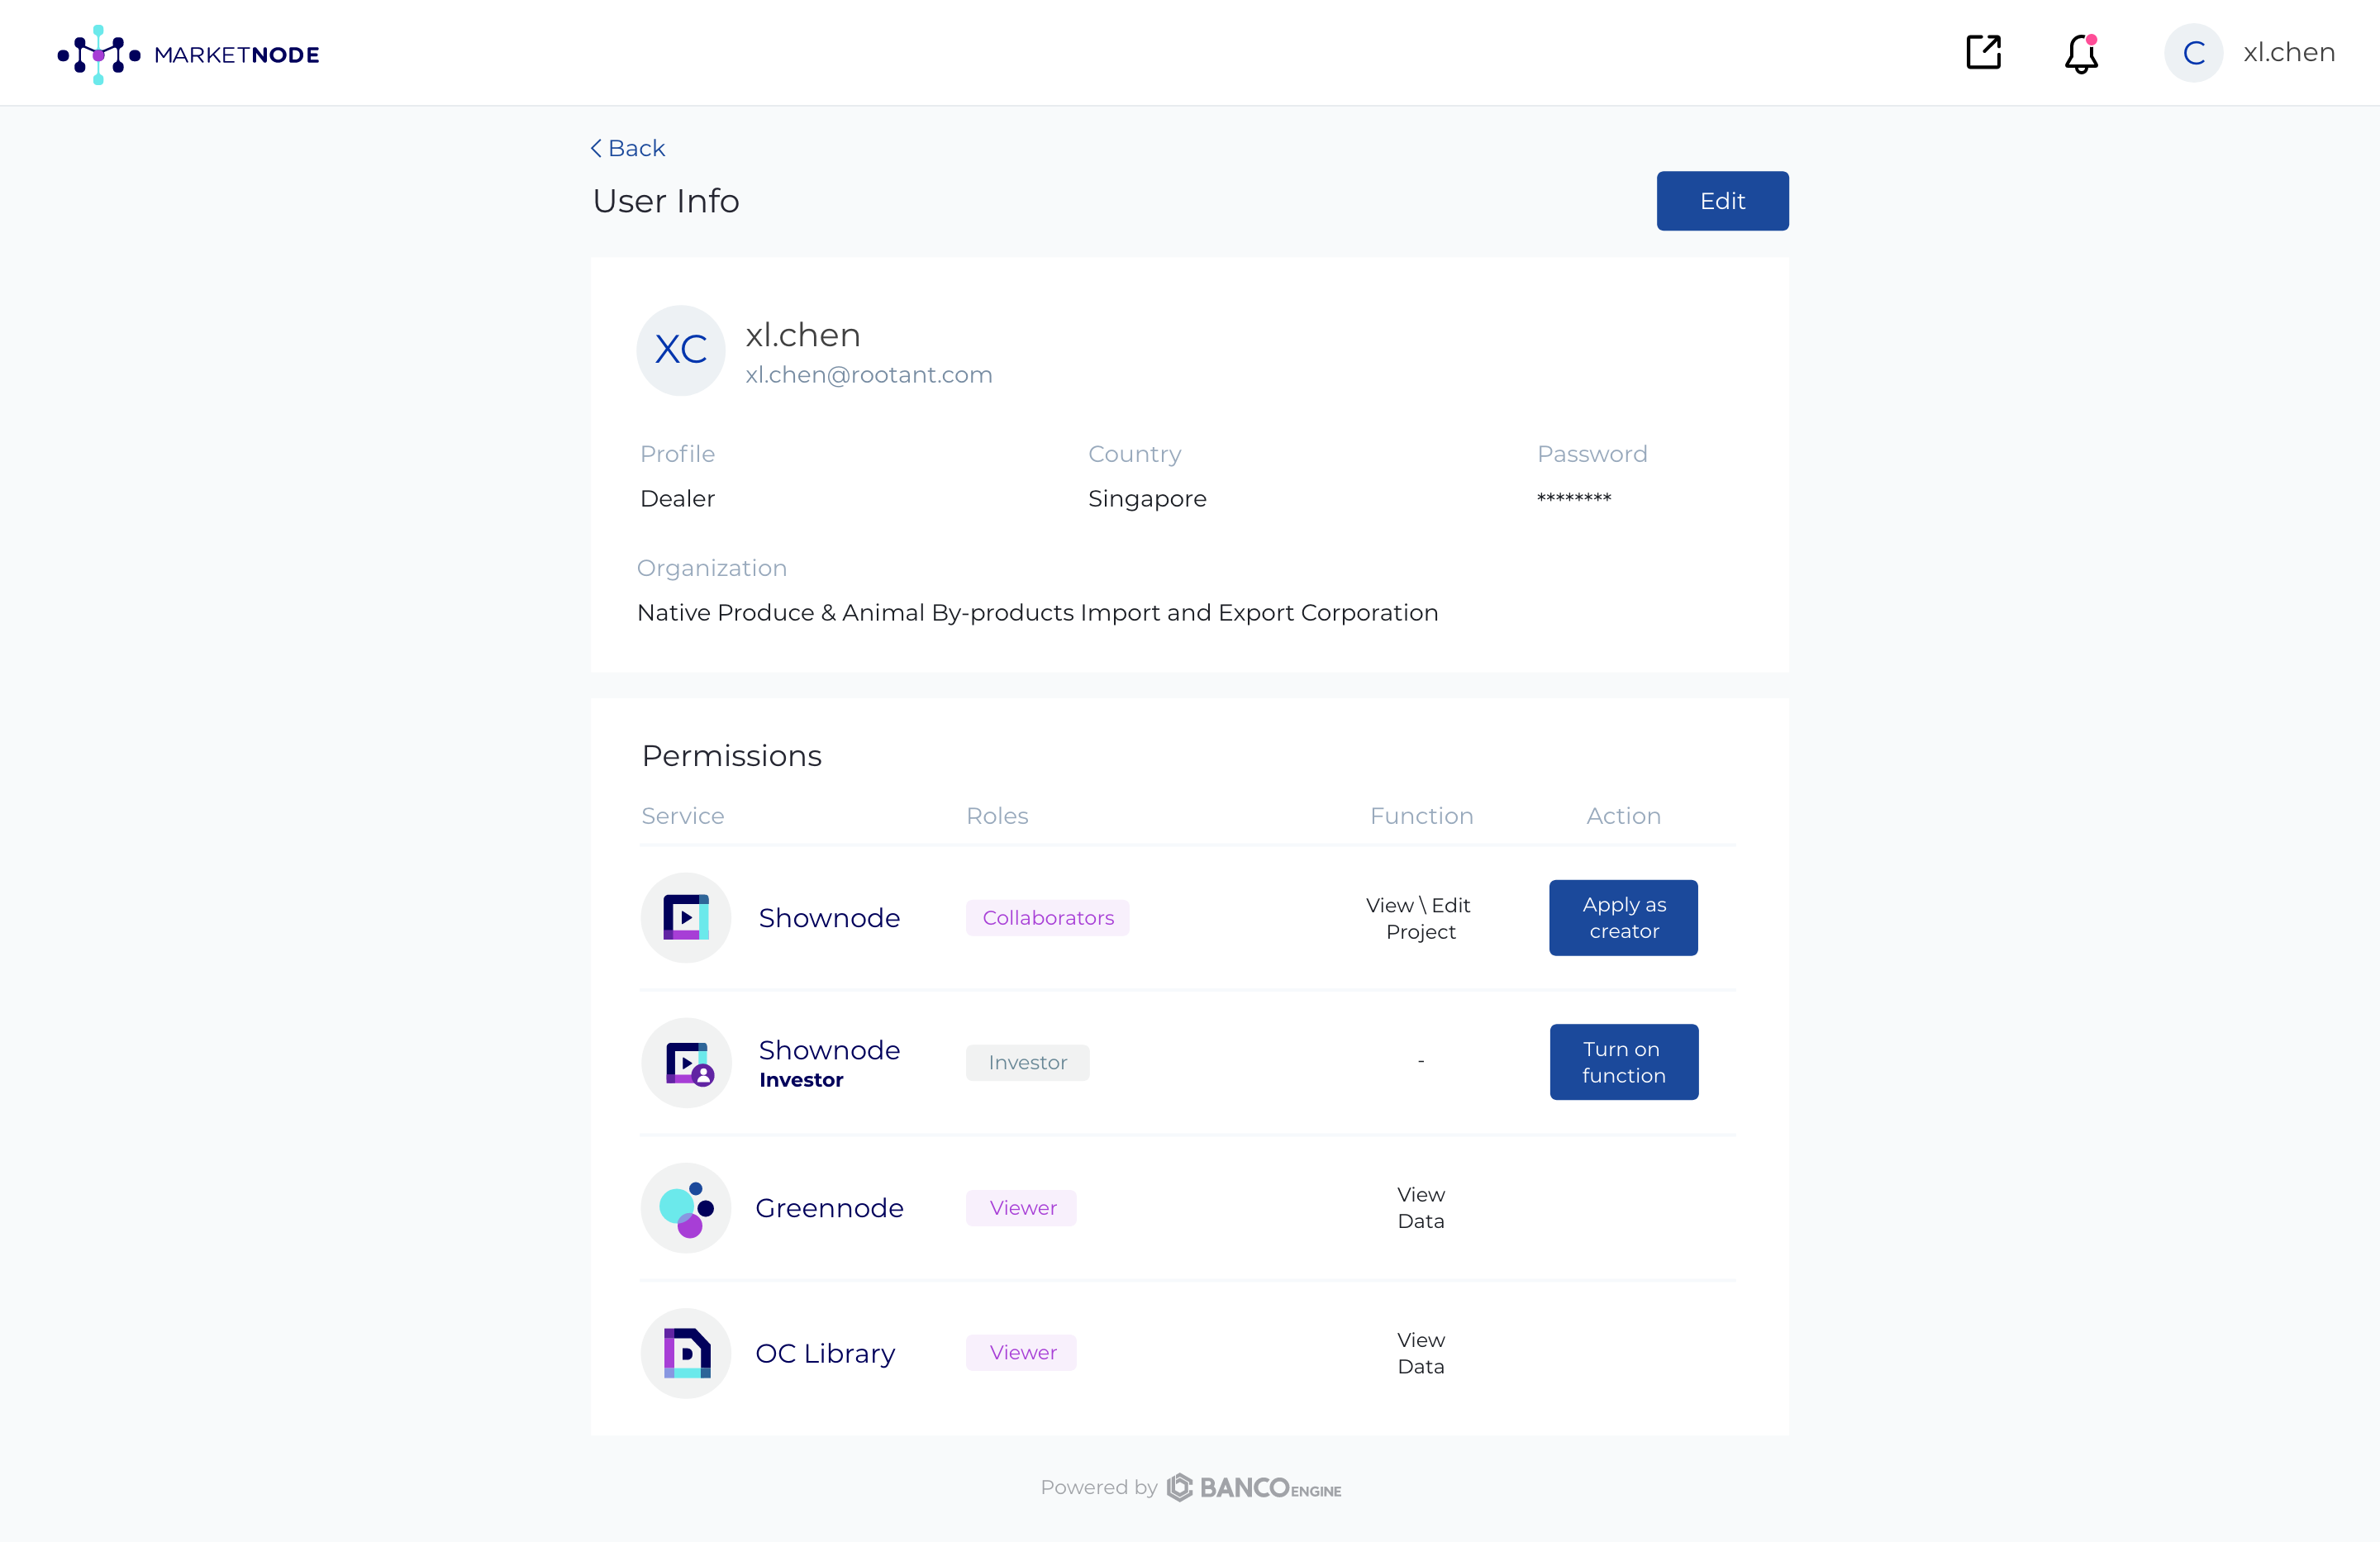 MARKETNODE
C xl.chen
Back
User Info
Edit
XC
xl.chen
xl.chen@rootant.com
Profile Country Password
Dealer Singapore ********
Organization
Native Produce & Animal By-products Import and Export Corporation
Permissions
Service Roles Function Action
Shownode
Collaborators
View \ Edit
Project
Apply as
creator
Shownode
Investor
Investor
-
Turn on
function
Greennode
Viewer
View
Data
OC Library
Viewer
View
Data
Powered by BANCO ENGINE